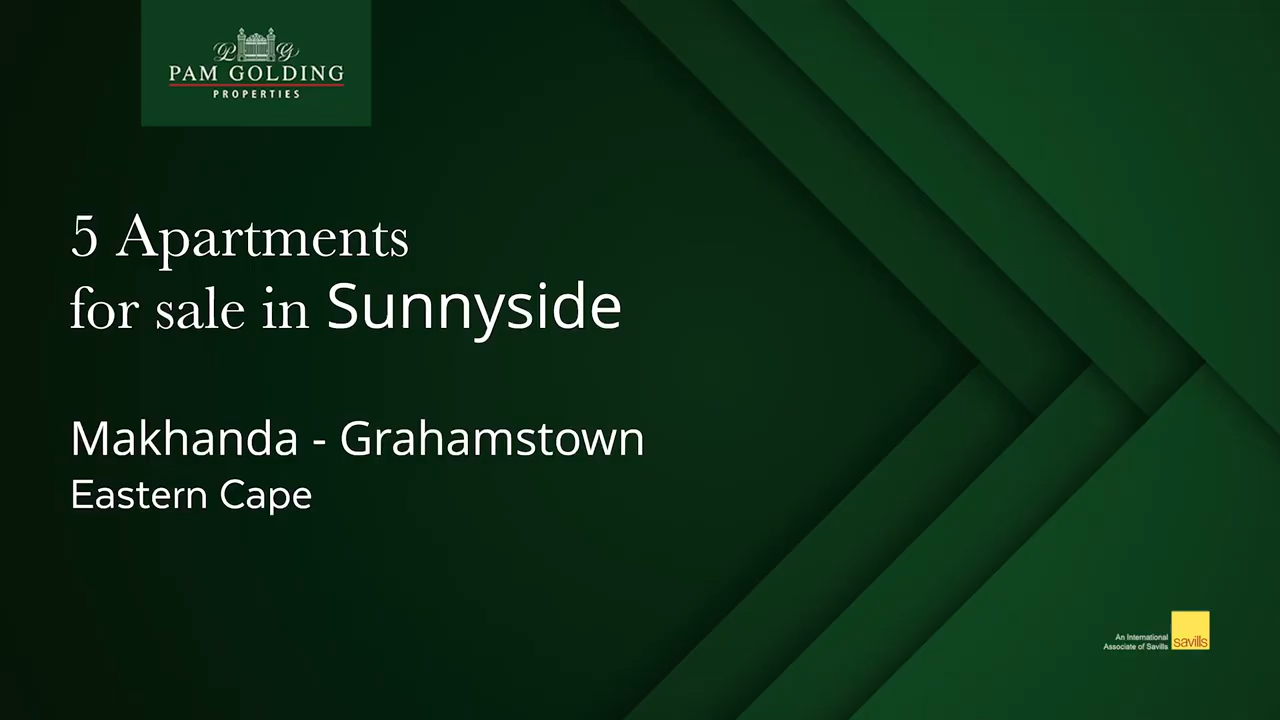 P G
PAM GOLDING
PROPERTIES
5 Apartments
for sale in Sunnyside
Makhanda - Grahamstown
Eastern Cape
An International
Associate of Savills
savills